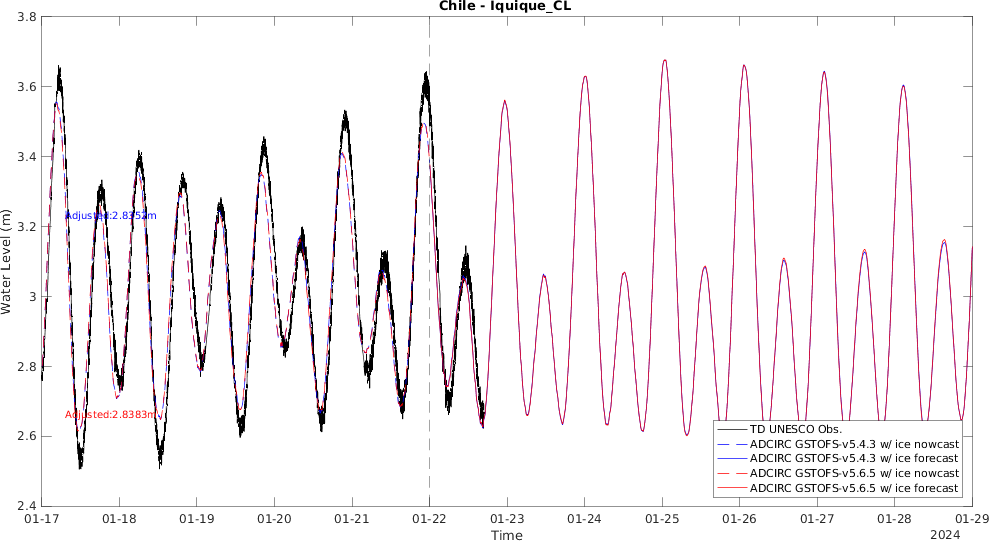 Chile - Iquique_CL
3.8
3.6
3.4
3.2
3
2.8
2.6
2.4
Water Level (m)
Adjusted:2.8352m
Adjusted:2.8383m
TD UNESCO Obs.
ADCIRC GSTOFS-v5.4.3 w/ ice nowcast
ADCIRC GSTOFS-v5.4.3 w/ ice forecast
ADCIRC GSTOFS-v5.6.5 w/ ice nowcast
ADCIRC GSTOFS-v5.6.5 w/ ice forecast
01-17 01-18 01-19 01-20 01-21 01-22 01-23 01-24 01-25 01-26 01-27 01-28 01-29
Time
2024